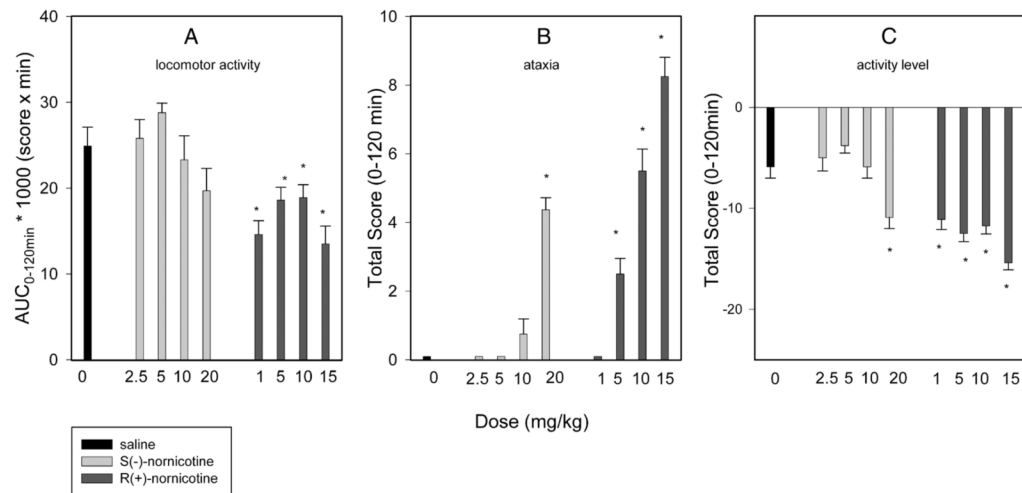 A
locomotor activity
AUC0-120min * 1000 (score x min)
40
30
20
10
0
* * * *
0 2.5 5 10 20 1 5 10 15
B
ataxia
Total Score (0-120 min)
10
8
6
4
2
0
* * * *
0 2.5 5 10 20 1 5 10 15
C
activity level
Total Score (0-120min)
0
-10
-20
* * * * *
0 2.5 5 10 20 1 5 10 15
Dose (mg/kg)
saline
S(-)-nornicotine
R(+)-nornicotine